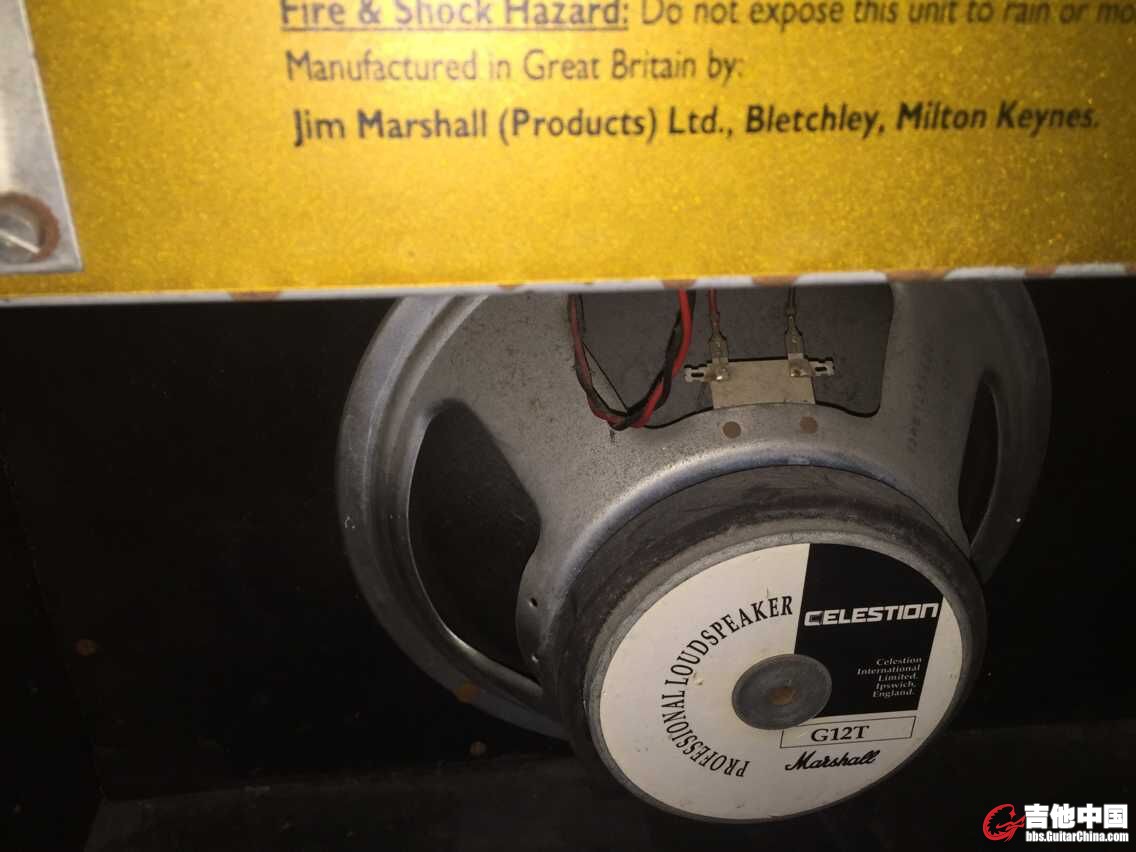 Fire & Shock Hazard: Do not expose this unit to rain or mo
Manufactured in Great Britain by:
Jim Marshall (Products) Ltd., Bletchley, Milton Keynes.
PROFESSIONAL LOUDSPEAKER
CELESTION
Celestion
International
Limited.
Ipswich,
England.
G12T
Marshall
吉他中国
bbs.GuitarChina.com